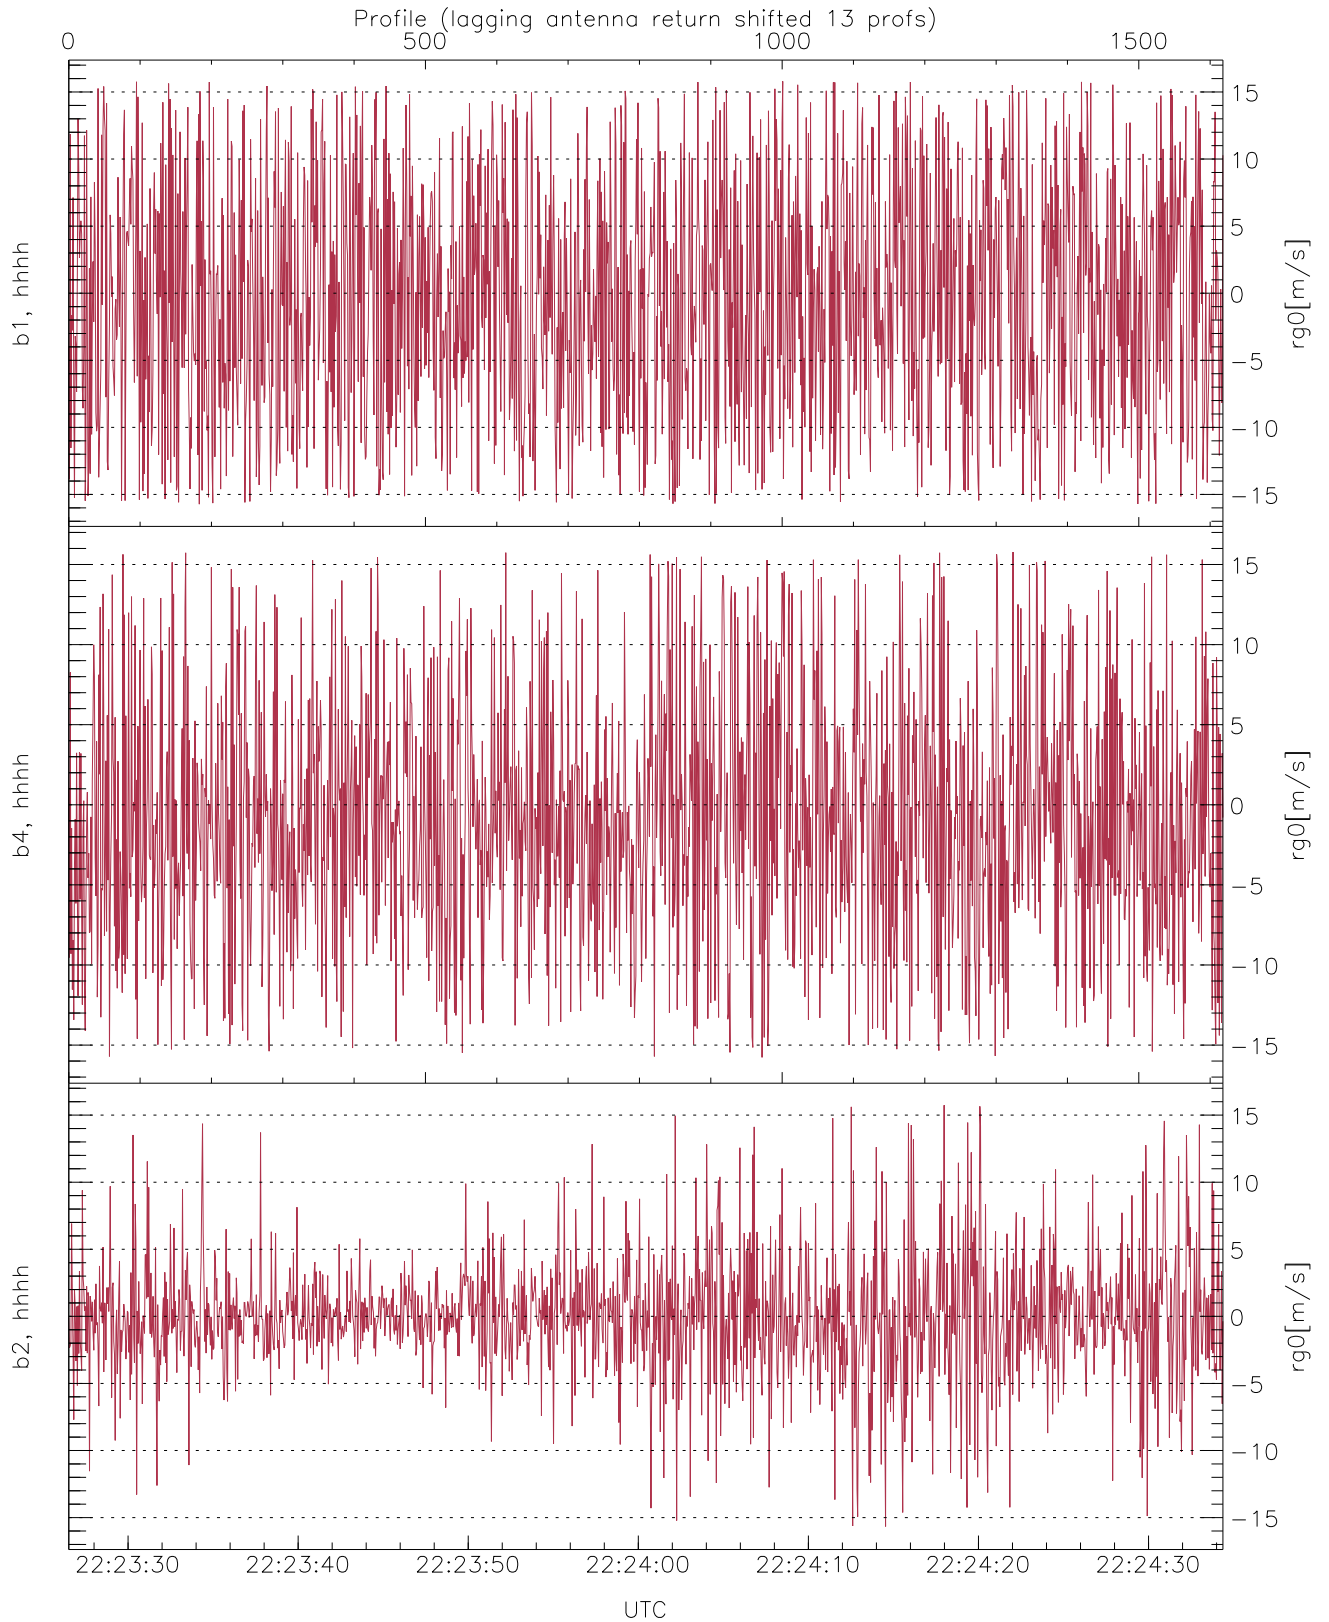 Profile (lagging antenna return shifted 13 profs)
0 500 1000 1500
b1, hhhh
15
10
5
0
-5
-10
-15
rg0[m/s]
b4, hhhh
15
10
5
0
-5
-10
-15
rg0[m/s]
b2, hhhh
15
10
5
0
-5
-10
-15
rg0[m/s]
22:23:30 22:23:40 22:23:50 22:24:00 22:24:10 22:24:20 22:24:30
UTC